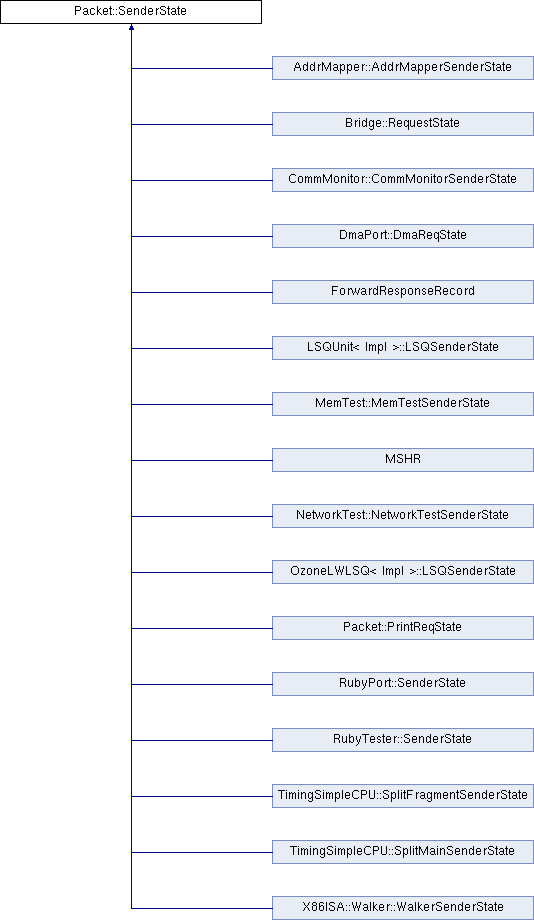 Packet::SenderState
AddrMapper::AddrMapperSenderState
Bridge::RequestState
CommMonitor::CommMonitorSenderState
DmaPort::DmaReqState
ForwardResponseRecord
LSQUnit< Impl >::LSQSenderState
MemTest::MemTestSenderState
MSHR
NetworkTest::NetworkTestSenderState
OzoneLWLSQ< Impl >::LSQSenderState
Packet::PrintReqState
RubyPort::SenderState
RubyTester::SenderState
TimingSimpleCPU::SplitFragmentSenderState
TimingSimpleCPU::SplitMainSenderState
X86ISA::Walker::WalkerSenderState